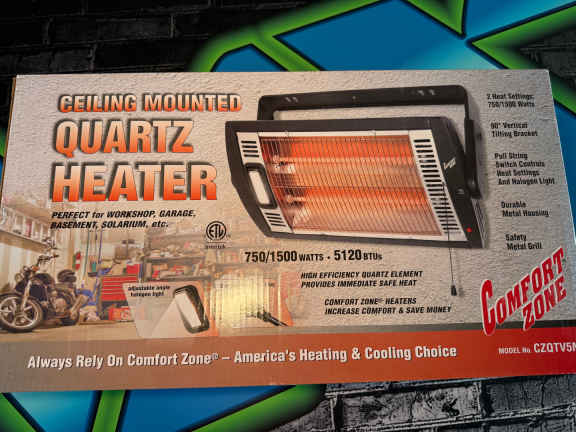 CEILING MOUNTED
QUARTZ
HEATER
PERFECT for WORKSHOP, GARAGE,
BASEMENT, SOLARIUM, etc.
ETL
Intertek
750/1500 WATTS • 5120 BTUs
HIGH EFFICIENCY QUARTZ ELEMENT
PROVIDES IMMEDIATE SAFE HEAT
COMFORT ZONE® HEATERS
INCREASE COMFORT & SAVE MONEY
adjustable angle
halogen light
2 Heat Settings;
750/1500 Watts
90° Vertical
Tilting Bracket
Pull String
Switch Controls
Heat Settings
And Halogen Light
Durable
Metal Housing
Safety
Metal Grill
COMFORT
ZONE
Always Rely On Comfort Zone® – America's Heating & Cooling Choice
MODEL No. CZQTV5M